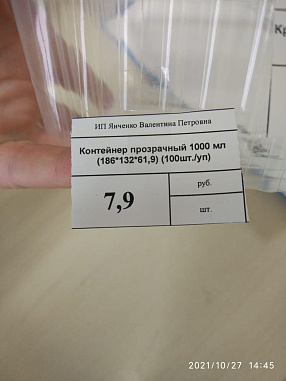 Кр
ИП Янченко Валентина Петровна
Контейнер прозрачный 1000 мл
(186*132*61,9) (100шт./уп)
7,9
руб.
шт.
2021/10/27 14:45